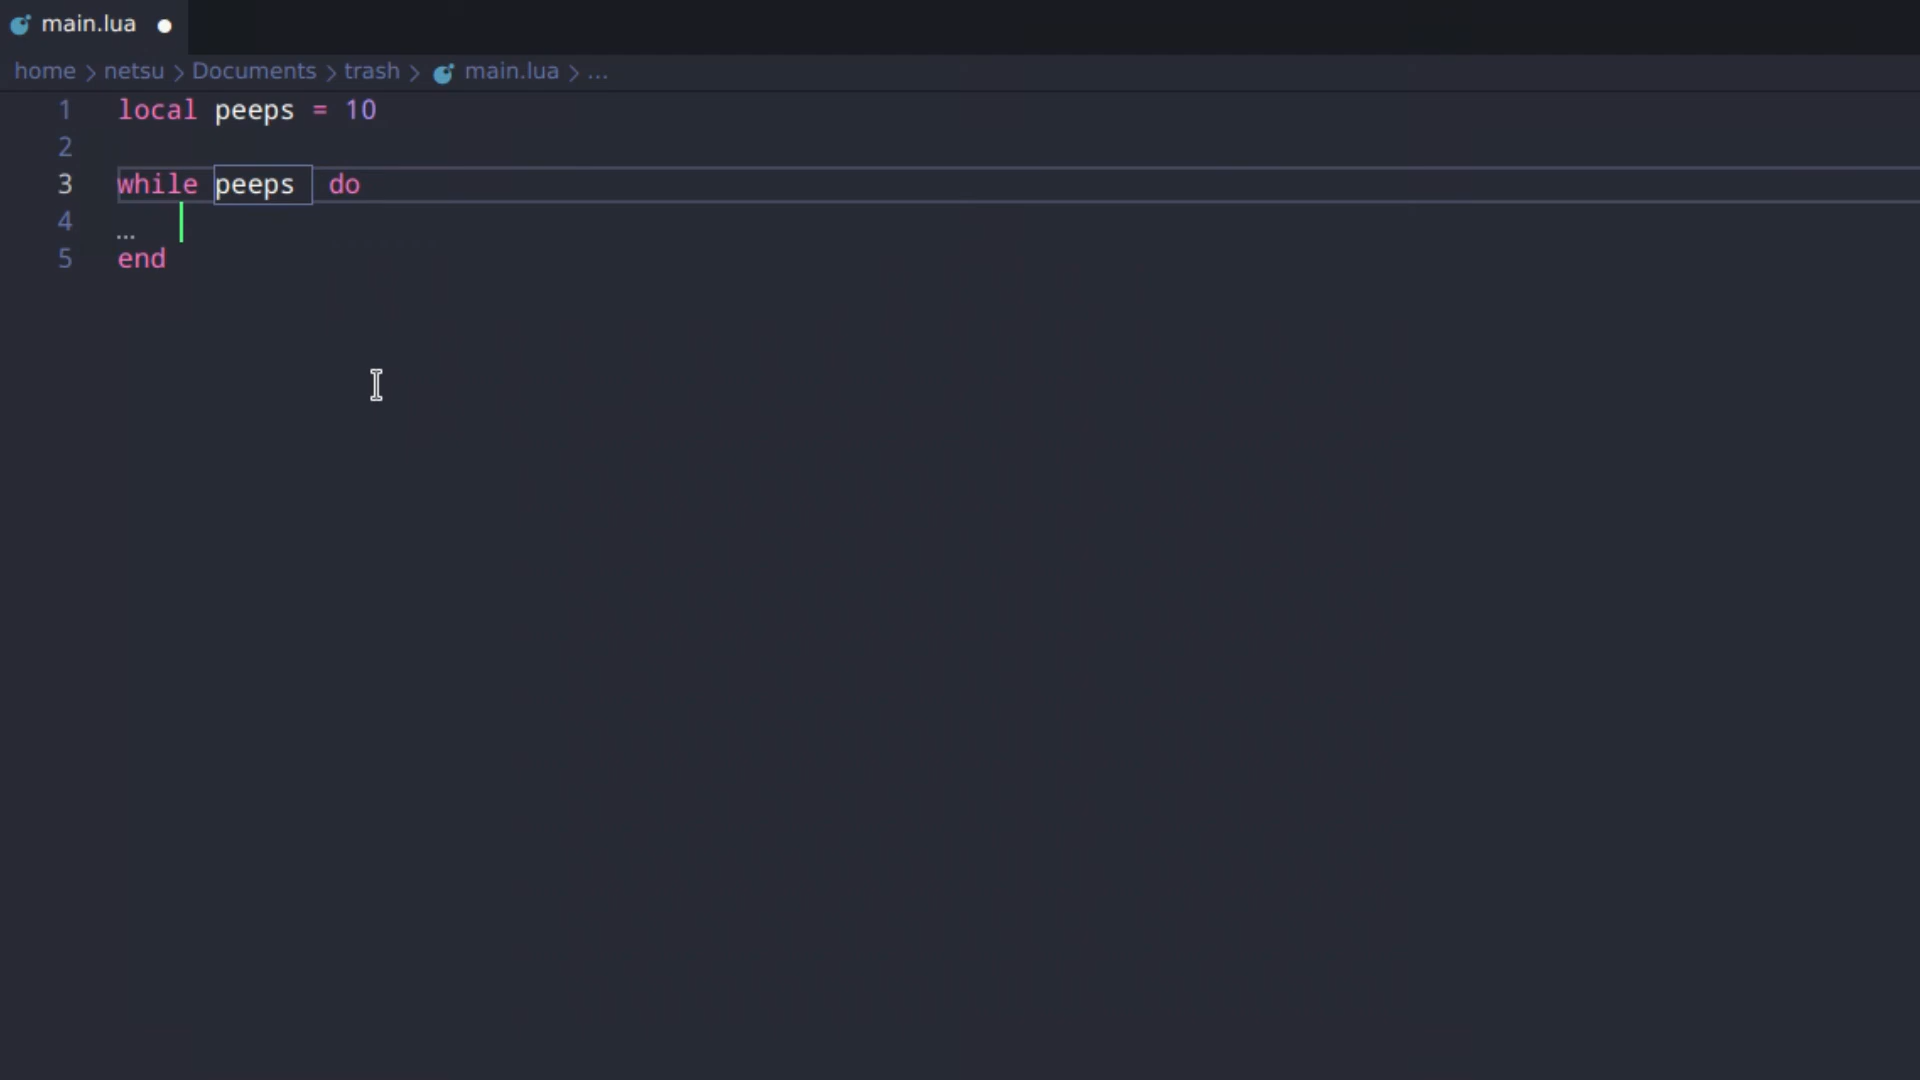 main.lua
home > netsu > Documents > trash > main.lua > ...
1 local peeps = 10
2
3 while peeps  do
4 ...
5 end